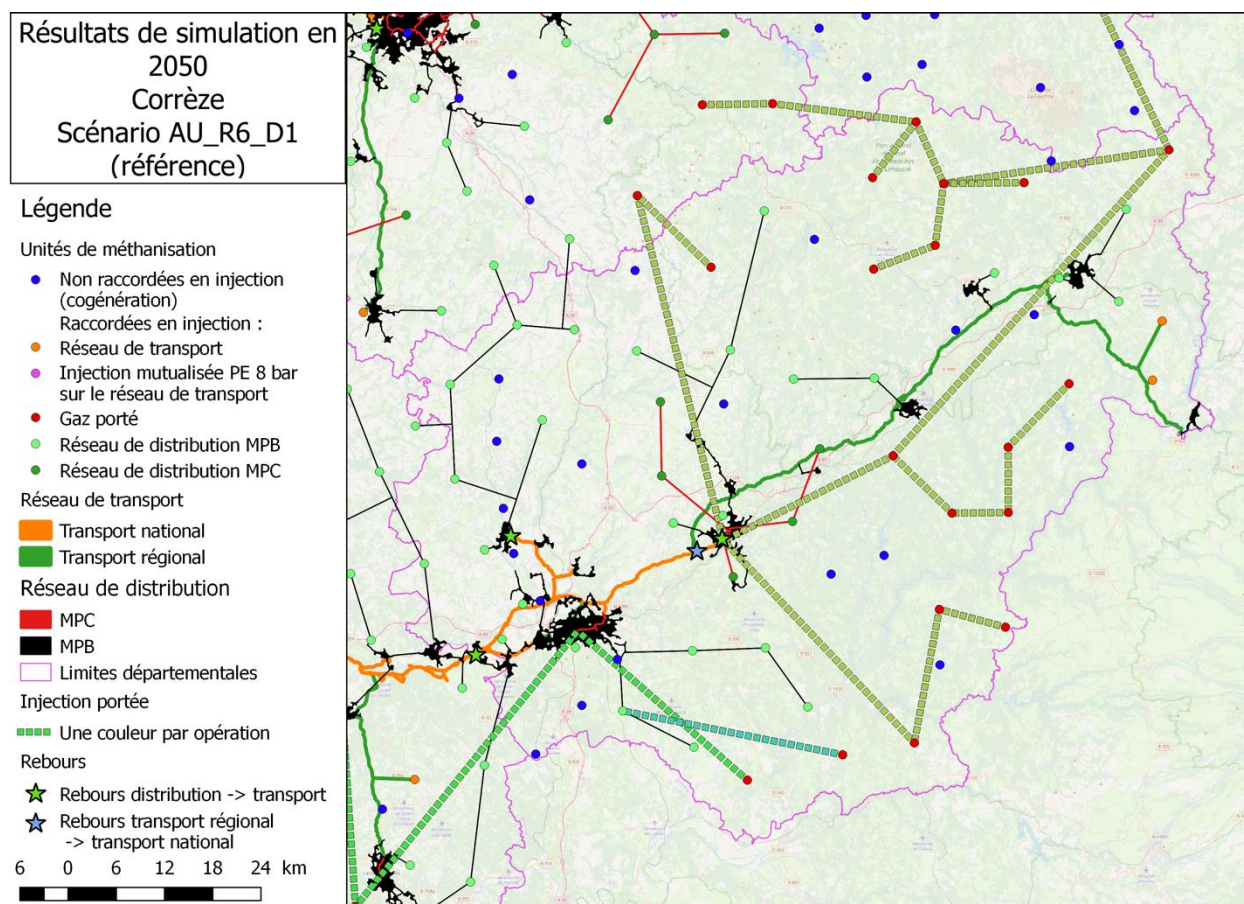 Résultats de simulation en
2050
Corrèze
Scénario AU_R6_D1
(référence)
Légende
Unités de méthanisation
Non raccordées en injection
(cogénération)
Raccordées en injection :
Réseau de transport
Injection mutualisée PE 8 bar
sur le réseau de transport
Gaz porté
Réseau de distribution MPB
Réseau de distribution MPC
Réseau de transport
Transport national
Transport régional
Réseau de distribution
MPC
MPB
Limites départementales
Injection portée
Une couleur par opération
Rebours
Rebours distribution -> transport
Rebours transport régional
-> transport national
6 0 6 12 18 24 km